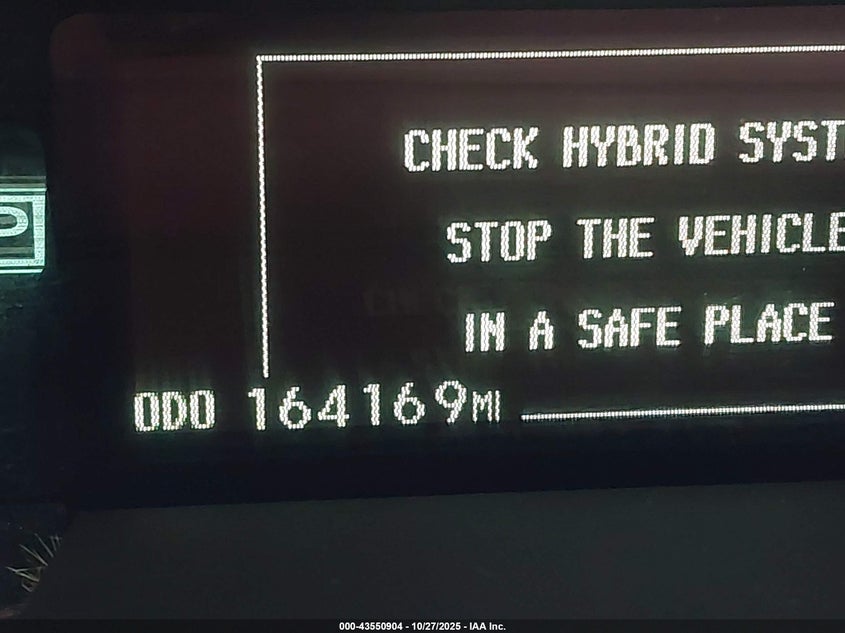 CHECK HYBRID SYST
STOP THE VEHICLE
IN A SAFE PLACE
P
ODO 164169MI
000-43550904 - 10/27/2025 - IAA Inc.